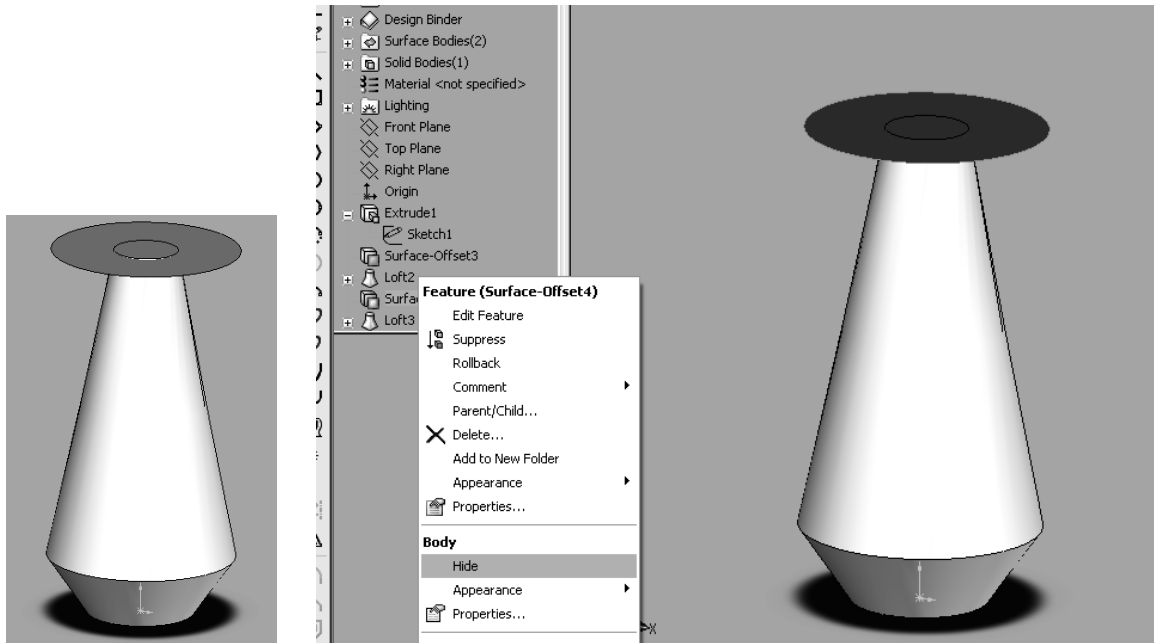 Design Binder
Surface Bodies(2)
Solid Bodies(1)
Material <not specified>
Lighting
Front Plane
Top Plane
Right Plane
Origin
Extrude1
Sketch1
Surface-Offset3
Loft2
Surfac
Loft3
Feature (Surface-Offset4)
Edit Feature
Suppress
Rollback
Comment
Parent/Child...
Delete...
Add to New Folder
Appearance
Properties...
Body
Hide
Appearance
Properties...
X